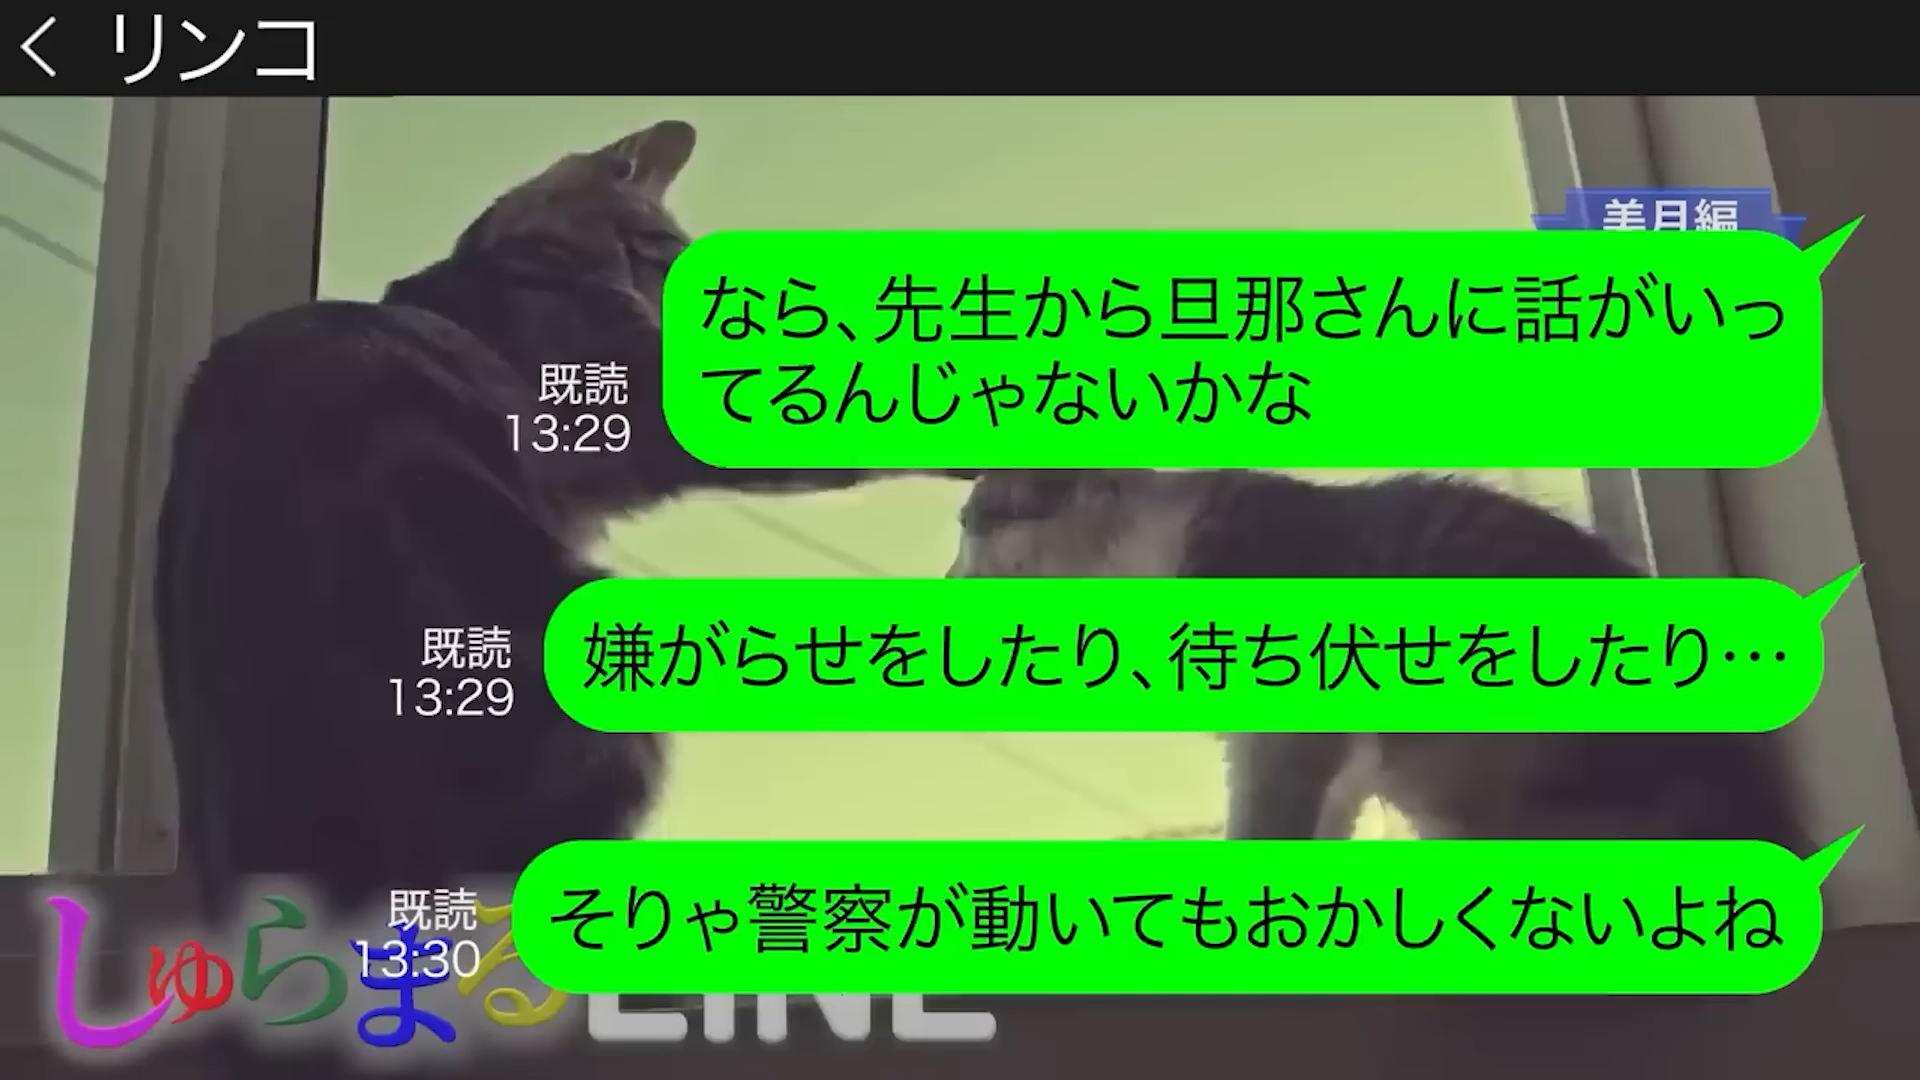 リンコ
美月編
なら、先生から旦那さんに話がいっ
てるんじゃないかな
既読
13:29
嫌がらせをしたり、待ち伏せをしたり…
既読
13:29
そりゃ警察が動いてもおかしくないよね
既読
13:30
しゅらまるLINE